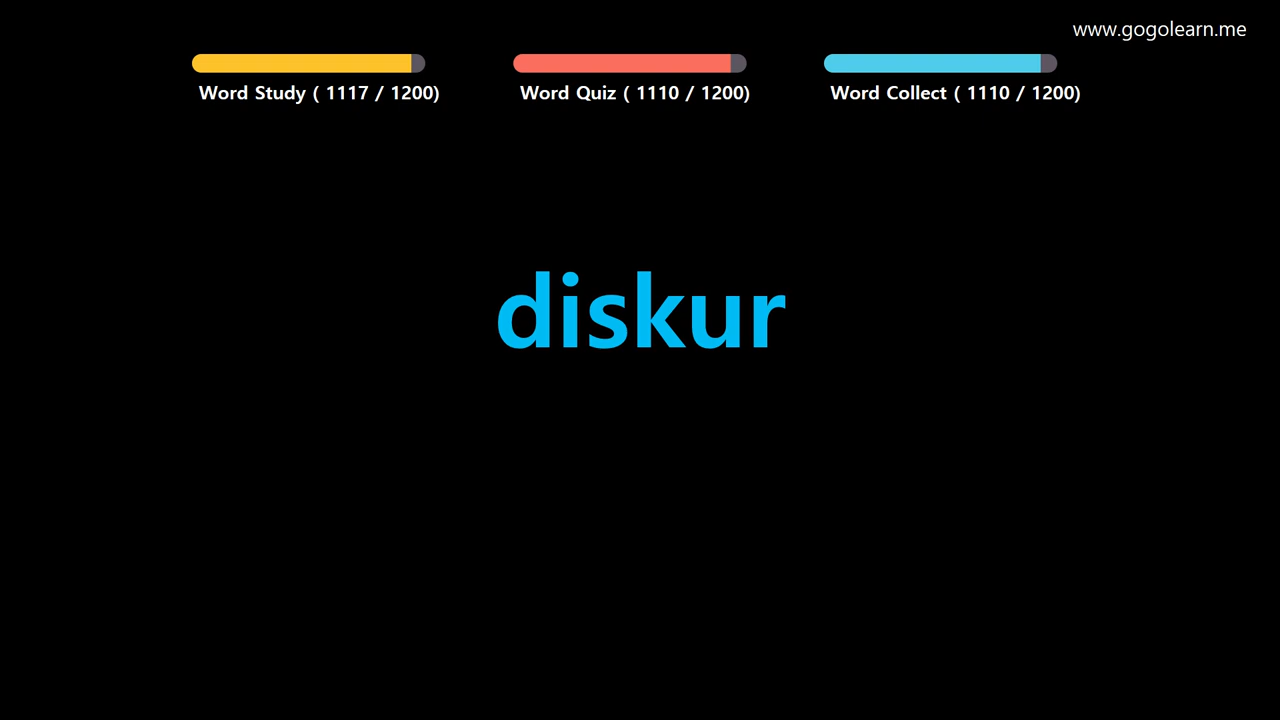 www.gogolearn.me
Word Study ( 1117 / 1200)
Word Quiz ( 1110 / 1200)
Word Collect ( 1110 / 1200)
diskur